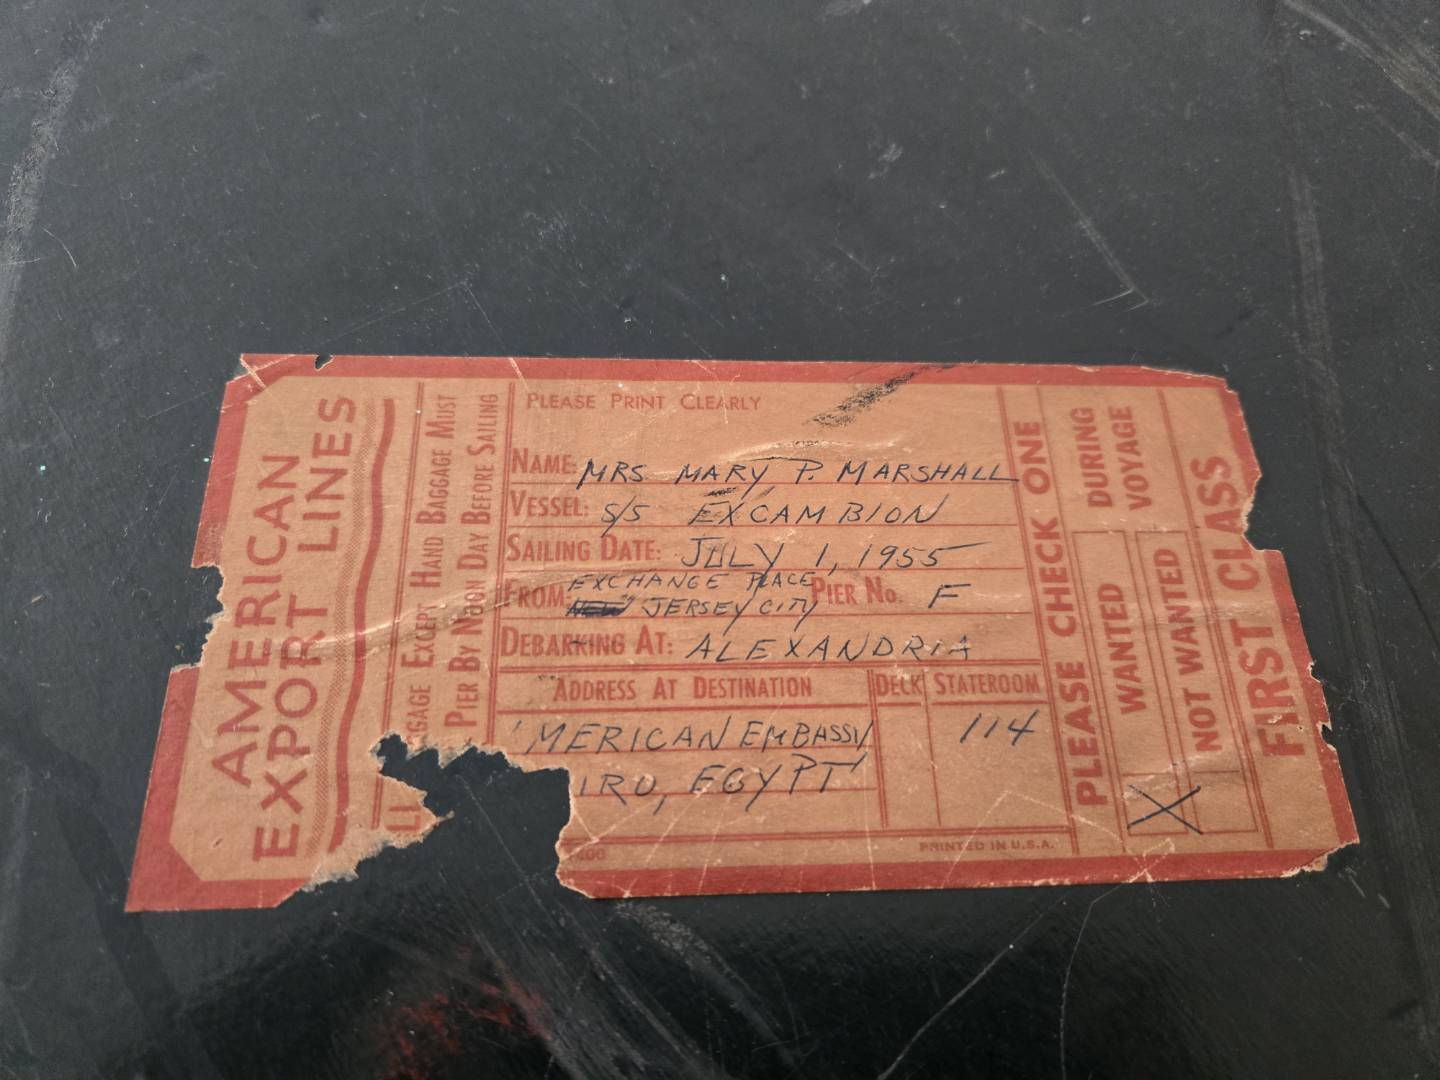 AMERICAN
EXPORT LINES
GGAGE EXCEPT HAND BAGGAGE MUST
PIER BY NOON DAY BEFORE SAILING
PLEASE PRINT CLEARLY
NAME: MRS MARY P. MARSHALL
VESSEL: S/S EXCAMBION
SAILING DATE: JULY 1, 1955
FROM: EXCHANGE PLACE PIER NO. F
NEW JERSEY CITY
DEBARKING AT: ALEXANDRIA
ADDRESS AT DESTINATION DECK STATEROOM
MERICAN EMBASSY 114
IRO, EGYPT
PRINTED IN U.S.A.
PLEASE CHECK ONE
DURING
VOYAGE
WANTED
NOT WANTED
X
FIRST CLASS